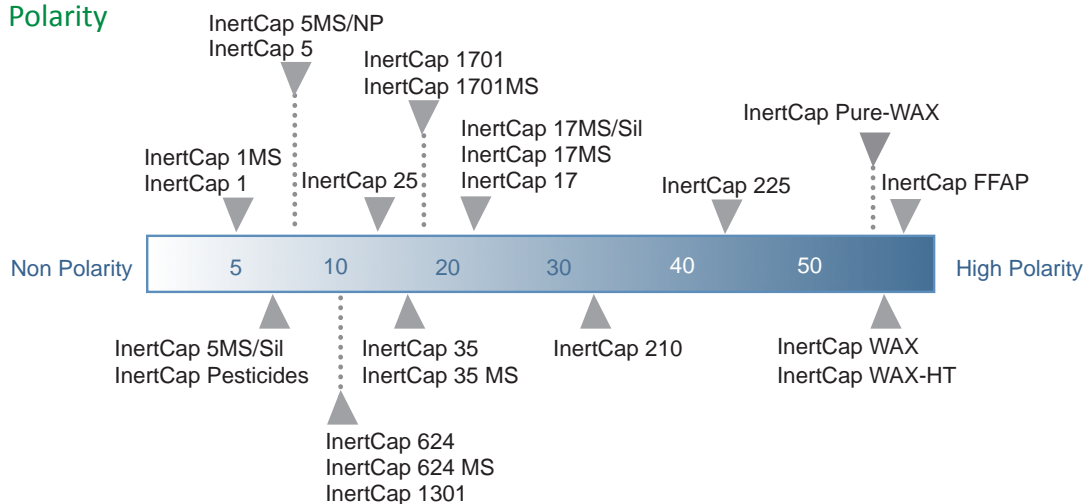 Polarity
InertCap 5MS/NP
InertCap 5
InertCap 1701
InertCap 1701MS
InertCap 17MS/Sil
InertCap 17MS
InertCap 17
InertCap Pure-WAX
InertCap 1MS
InertCap 1
InertCap 25
InertCap 225
InertCap FFAP
Non Polarity 5 10 20 30 40 50 High Polarity
InertCap 5MS/Sil
InertCap Pesticides
InertCap 35
InertCap 35 MS
InertCap 210
InertCap WAX
InertCap WAX-HT
InertCap 624
InertCap 624 MS
InertCap 1301